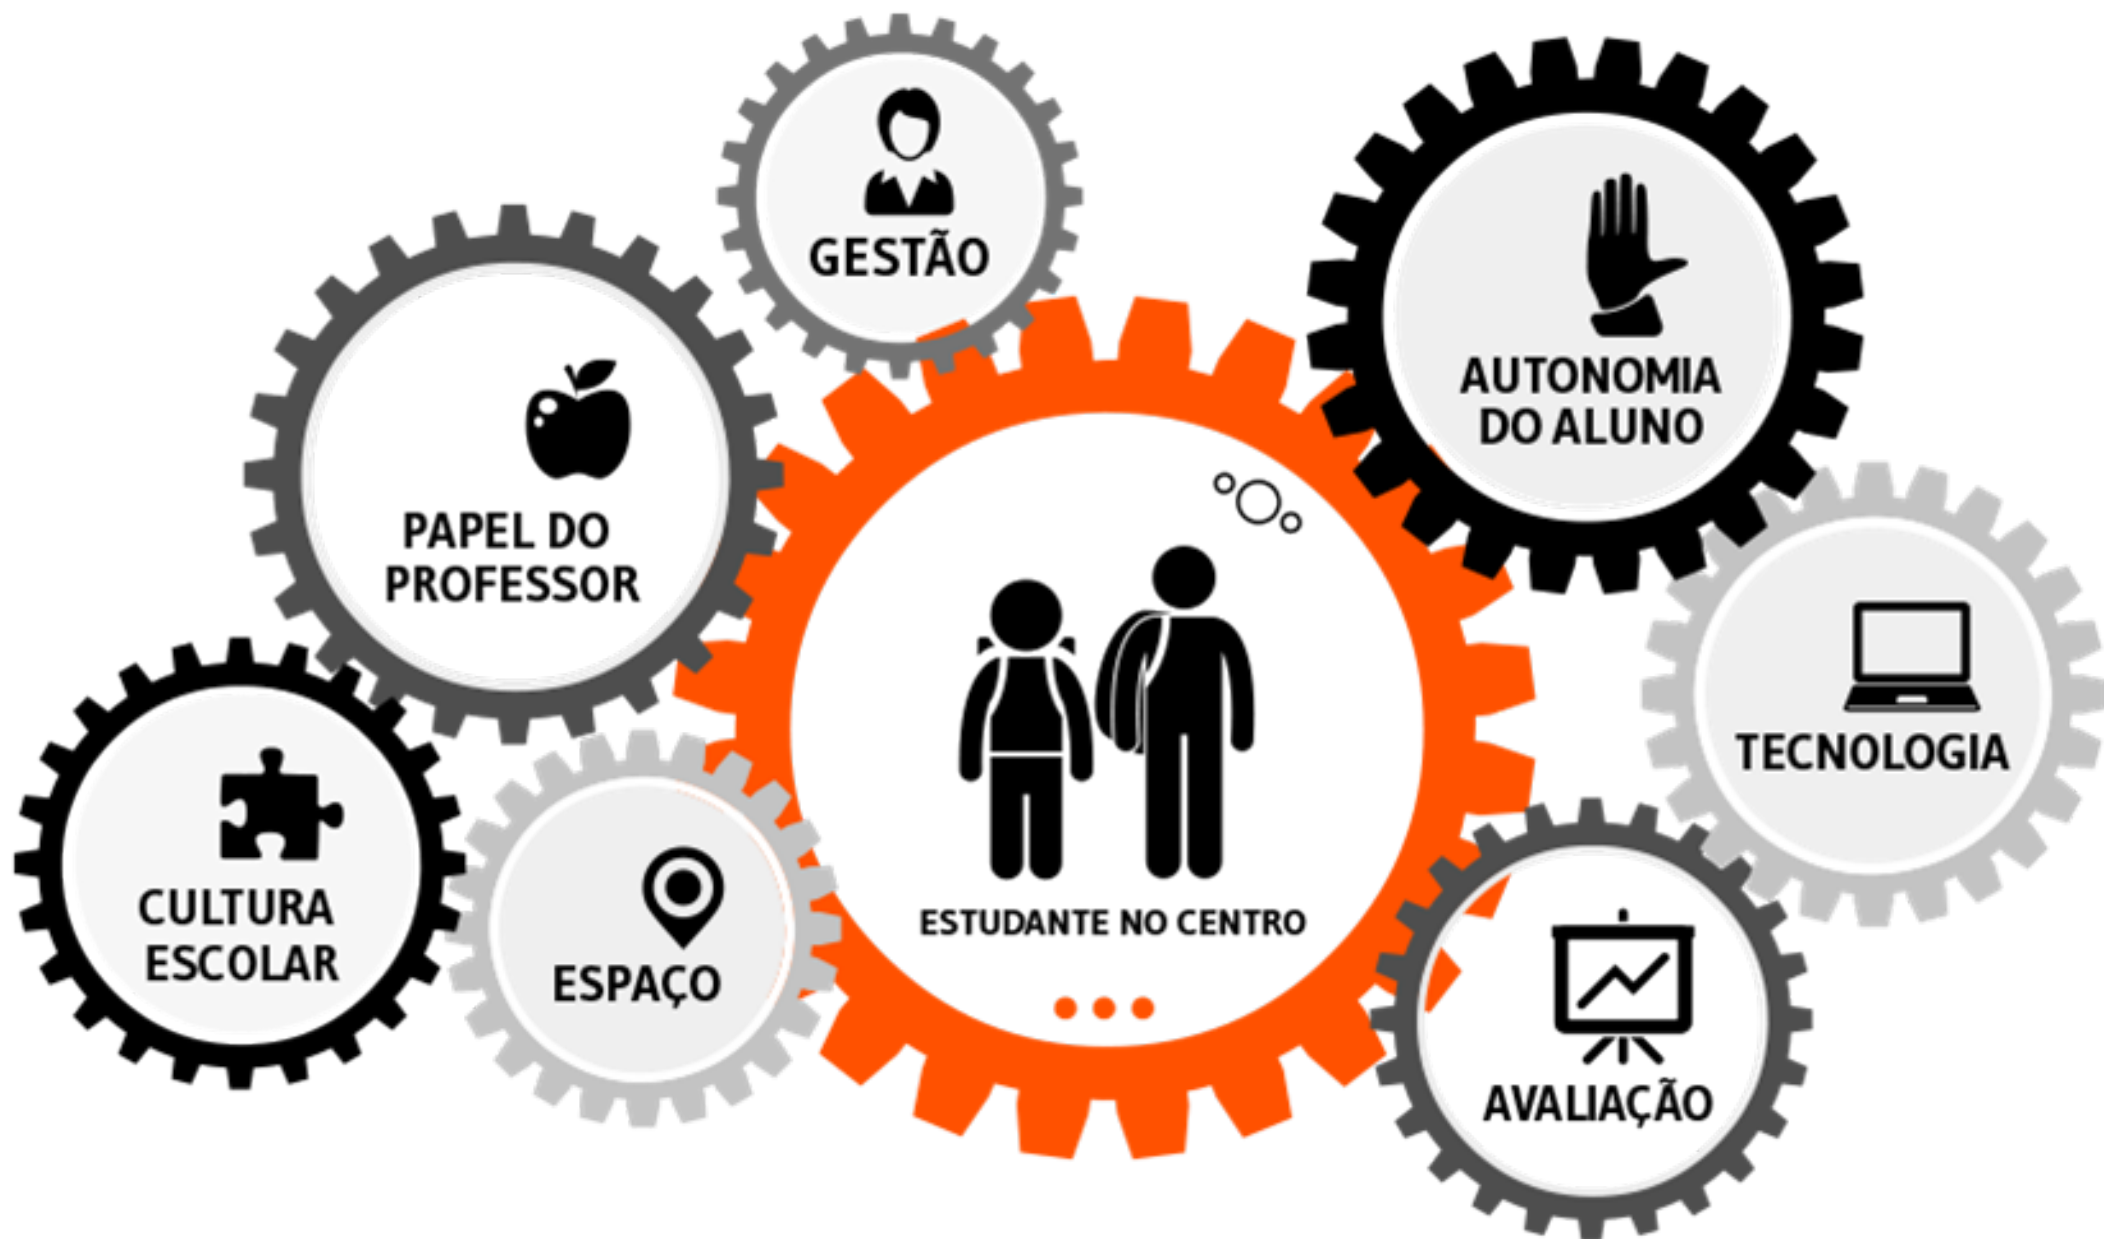 GESTÃO
AUTONOMIA
DO ALUNO
PAPEL DO
PROFESSOR
TECNOLOGIA
CULTURA
ESCOLAR
ESPAÇO
ESTUDANTE NO CENTRO
AVALIAÇÃO